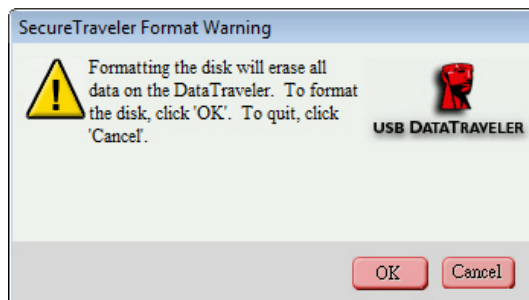 SecureTraveler Format Warning
Formatting the disk will erase all
data on the DataTraveler. To format
the disk, click 'OK'. To quit, click
'Cancel'.
USB DATATRAVELER
OK
Cancel